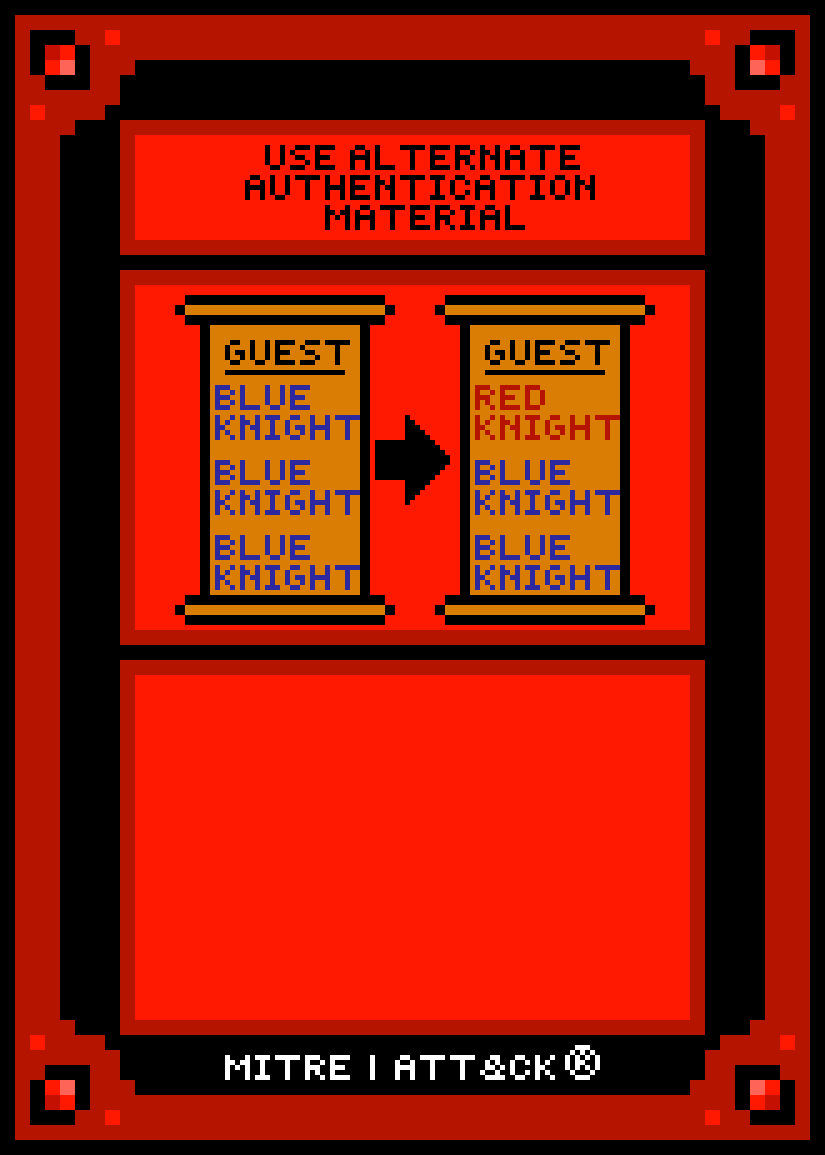 USE ALTERNATE
AUTHENTICATION
MATERIAL
GUEST
BLUE
KNIGHT
BLUE
KNIGHT
BLUE
KNIGHT
GUEST
RED
KNIGHT
BLUE
KNIGHT
BLUE
KNIGHT
MITRE | ATT&CK®